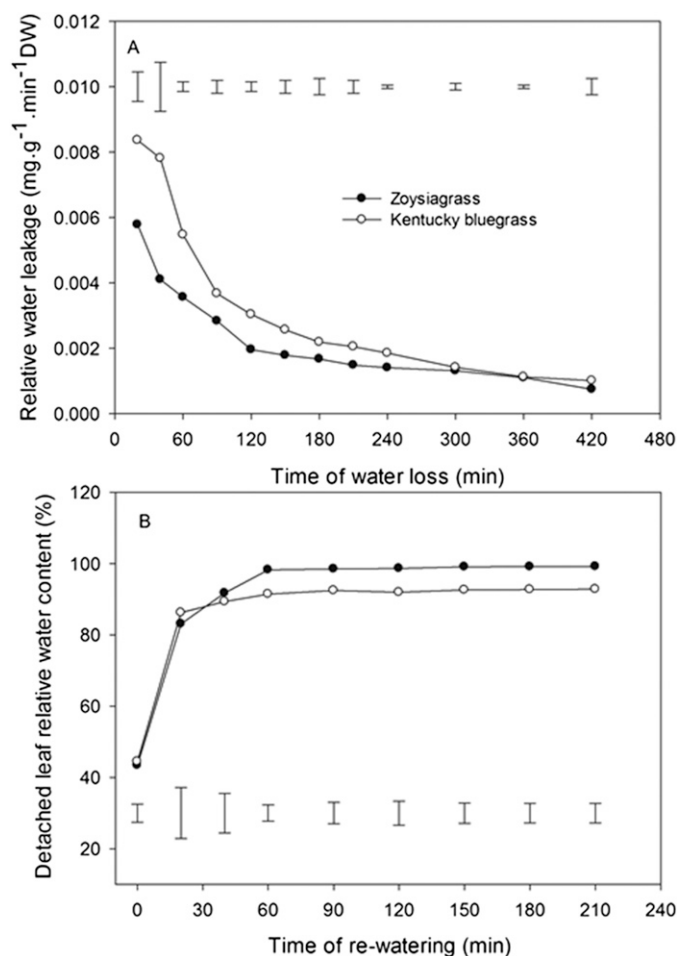 A
Relative water leakage (mg.g⁻¹.min⁻¹DW)
0.012
0.010
0.008
0.006
0.004
0.002
0.000
Zoysiagrass
Kentucky bluegrass
0 60 120 180 240 300 360 420 480
Time of water loss (min)
B
Detached leaf relative water content (%)
120
100
80
60
40
20
0 30 60 90 120 150 180 210 240
Time of re-watering (min)